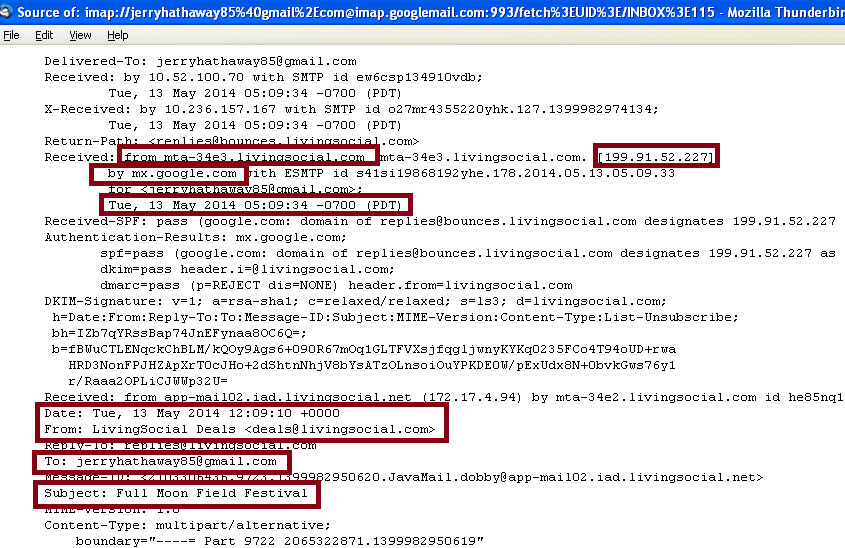 Source of: imap://jerryhathaway85%40gmail%2Ecom@imap.googlemail.com:993/fetch%3EUID%3E/INBOX%3E115 - Mozilla Thunderbir
File Edit View Help
Delivered-To: jerryhathaway85@gmail.com
Received: by 10.52.100.70 with SMTP id ew6csp134910vdb;
Tue, 13 May 2014 05:09:34 -0700 (PDT)
X-Received: by 10.236.157.167 with SMTP id o27mr4355220yhk.127.1399982974134;
Tue, 13 May 2014 05:09:34 -0700 (PDT)
Return-Path: <replies@bounces.livingsocial.com>
Received: from mta-34e3.livingsocial.com mta-34e3.livingsocial.com. [199.91.52.227]
by mx.google.com with ESMTP id s41si19868192yhe.178.2014.05.13.05.09.33
for <jerryhathaway85@gmail.com>;
Tue, 13 May 2014 05:09:34 -0700 (PDT)
Received-SPF: pass (google.com: domain of replies@bounces.livingsocial.com designates 199.91.52.227
Authentication-Results: mx.google.com;
spf=pass (google.com: domain of replies@bounces.livingsocial.com designates 199.91.52.227 as
dkim=pass header.i=@livingsocial.com;
dmarc=pass (p=REJECT dis=NONE) header.from=livingsocial.com
DKIM-Signature: v=1; a=rsa-sha1; c=relaxed/relaxed; s=ls3; d=livingsocial.com;
h=Date:From:Reply-To:To:Message-ID:Subject:MIME-Version:Content-Type:List-Unsubscribe;
bh=IZb7qYRssBap74JnEFynaa8OC6Q=;
b=fBWuCTLENqckChBLM/kQOy9Ags6+09OR67mOq1GLTFVXsjfqgljwnyKYKq0235FCo4T94oUD+rwa
HRD3NonFPJHZApXrT0cJHo+2dShtnNhjV8bYsATzOLnsoiOuYPKDEOW/pExUdx8N+0bvkGws76y1
r/Raaa2OPLiCJWWp32U=
Received: from app-mail02.iad.livingsocial.net (172.17.4.94) by mta-34e2.livingsocial.com id he85nq1
Date: Tue, 13 May 2014 12:09:10 +0000
From: LivingSocial Deals <deals@livingsocial.com>
Reply-To: replies@livingsocial.com
To: jerryhathaway85@gmail.com
Message-ID: <2103306436.9723.1399982950620.JavaMail.dobby@app-mail02.iad.livingsocial.net>
Subject: Full Moon Field Festival
MIME-Version: 1.0
Content-Type: multipart/alternative;
boundary="----=_Part_9722_2065322871.1399982950619"